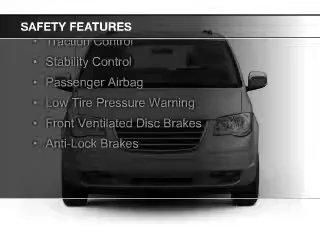 SAFETY FEATURES
• Traction Control
• Stability Control
• Passenger Airbag
• Low Tire Pressure Warning
• Front Ventilated Disc Brakes
• Anti-Lock Brakes